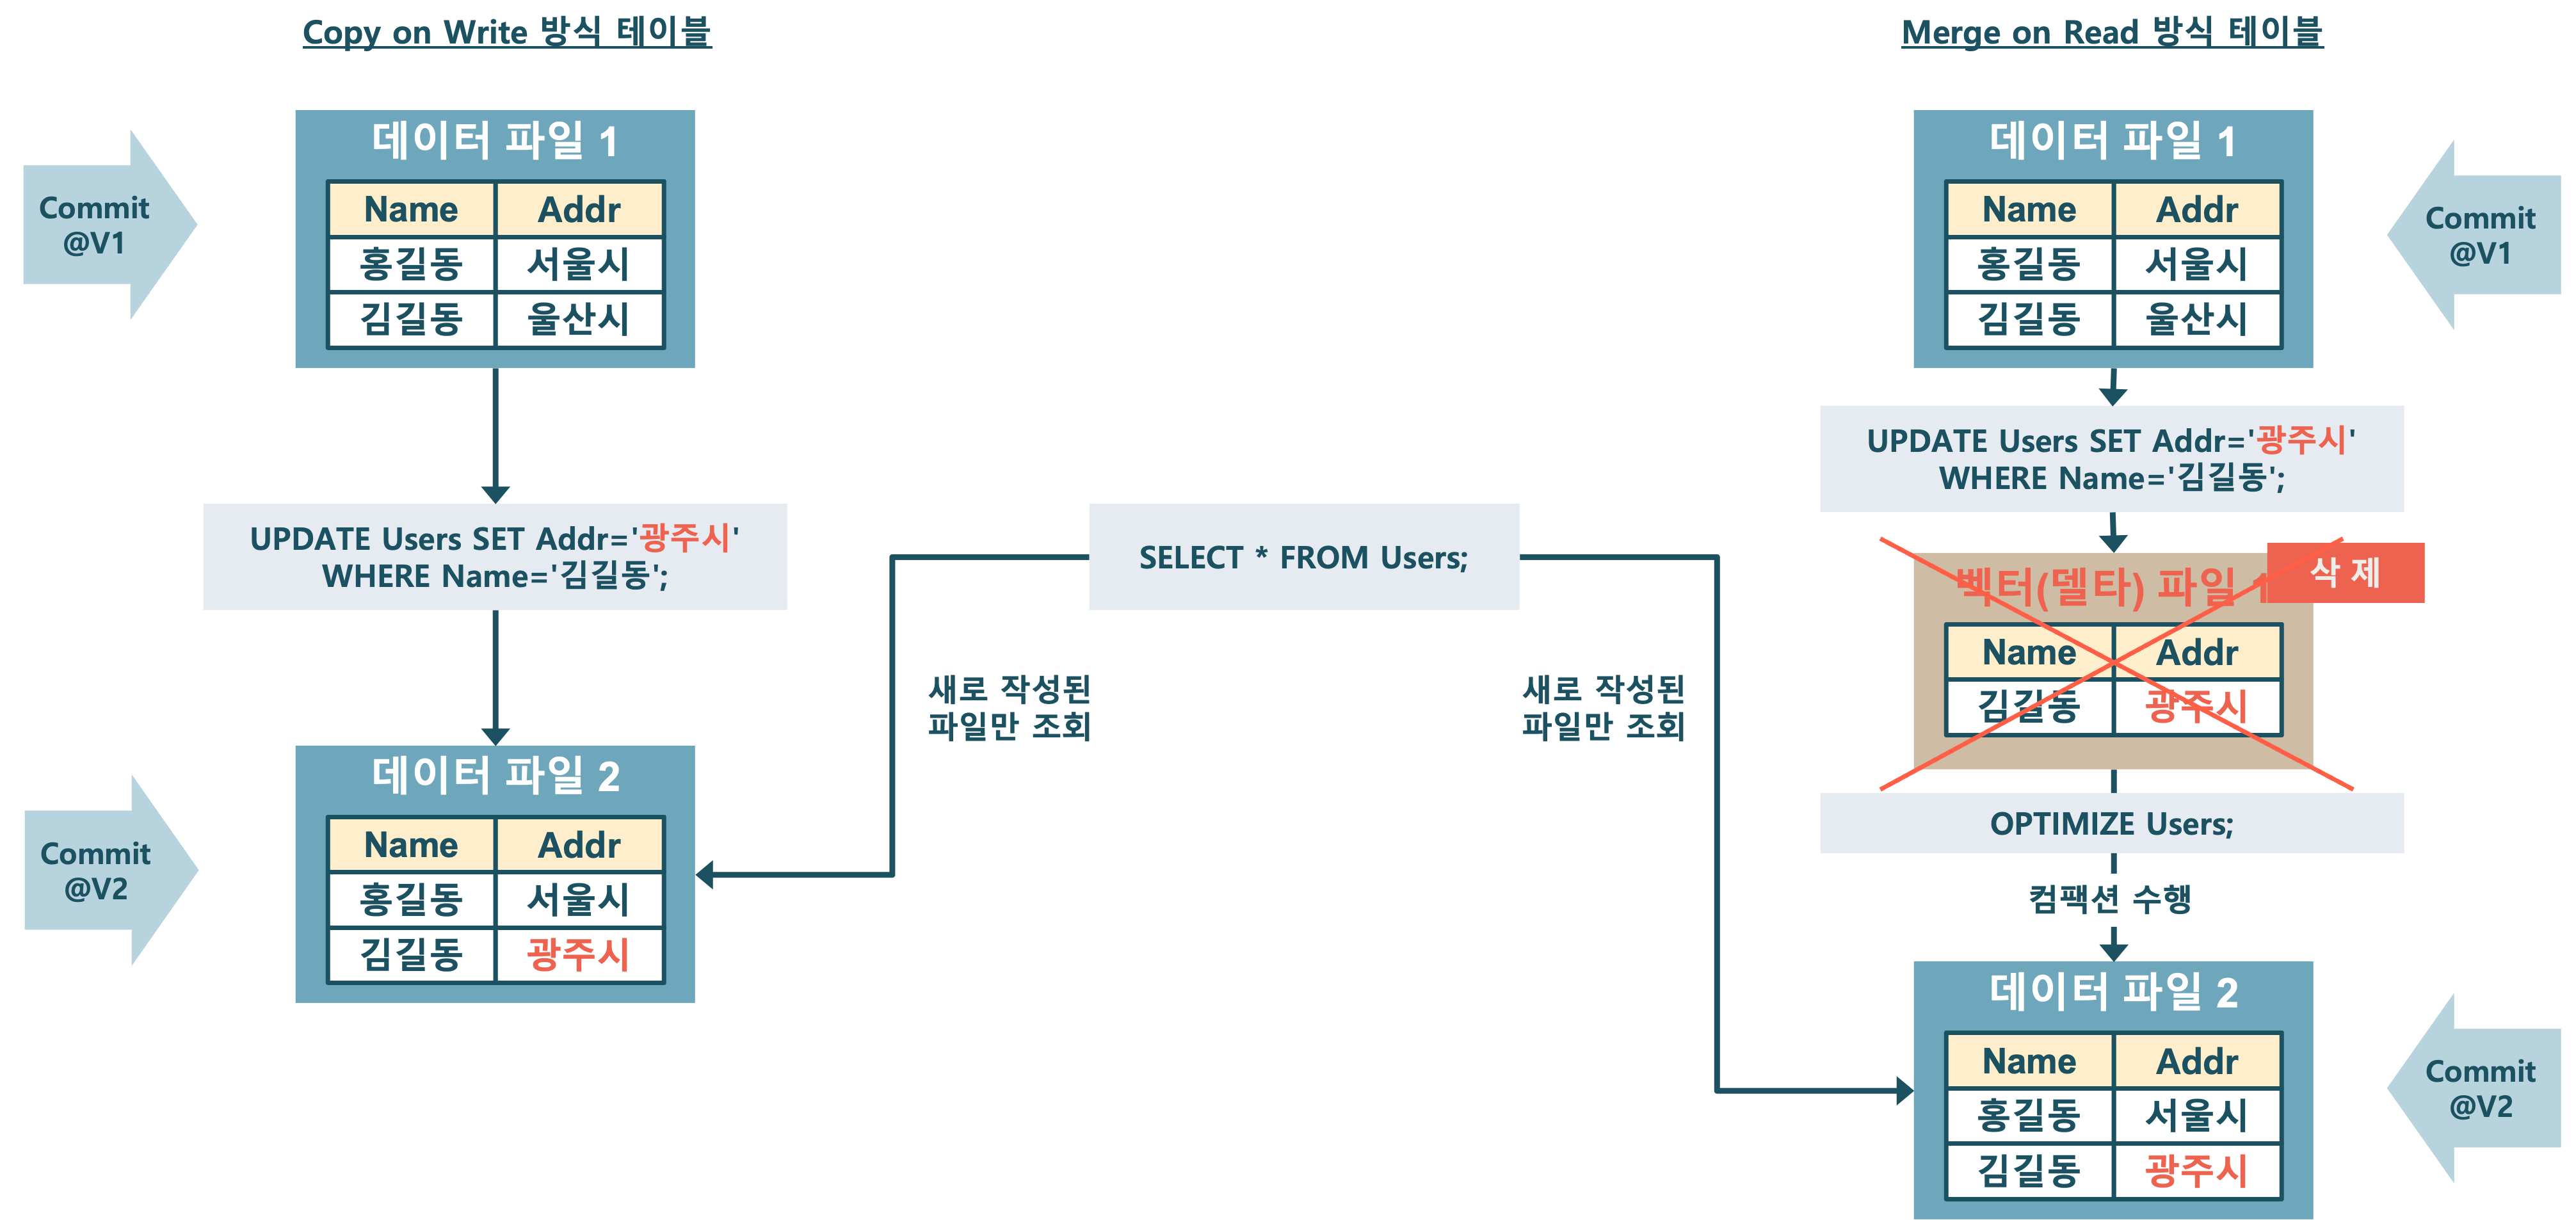 Copy on Write 방식 테이블
Commit
@V1
데이터 파일 1
Name Addr
홍길동 서울시
김길동 울산시
UPDATE Users SET Addr='광주시'
WHERE Name='김길동';
Commit
@V2
데이터 파일 2
Name Addr
홍길동 서울시
김길동 광주시
SELECT * FROM Users;
새로 작성된
파일만 조회
새로 작성된
파일만 조회
Merge on Read 방식 테이블
데이터 파일 1
Name Addr
홍길동 서울시
김길동 울산시
Commit
@V1
UPDATE Users SET Addr='광주시'
WHERE Name='김길동';
벡터(델타) 파일 1
삭 제
Name Addr
김길동 광주시
OPTIMIZE Users;
컴팩션 수행
데이터 파일 2
Name Addr
홍길동 서울시
김길동 광주시
Commit
@V2